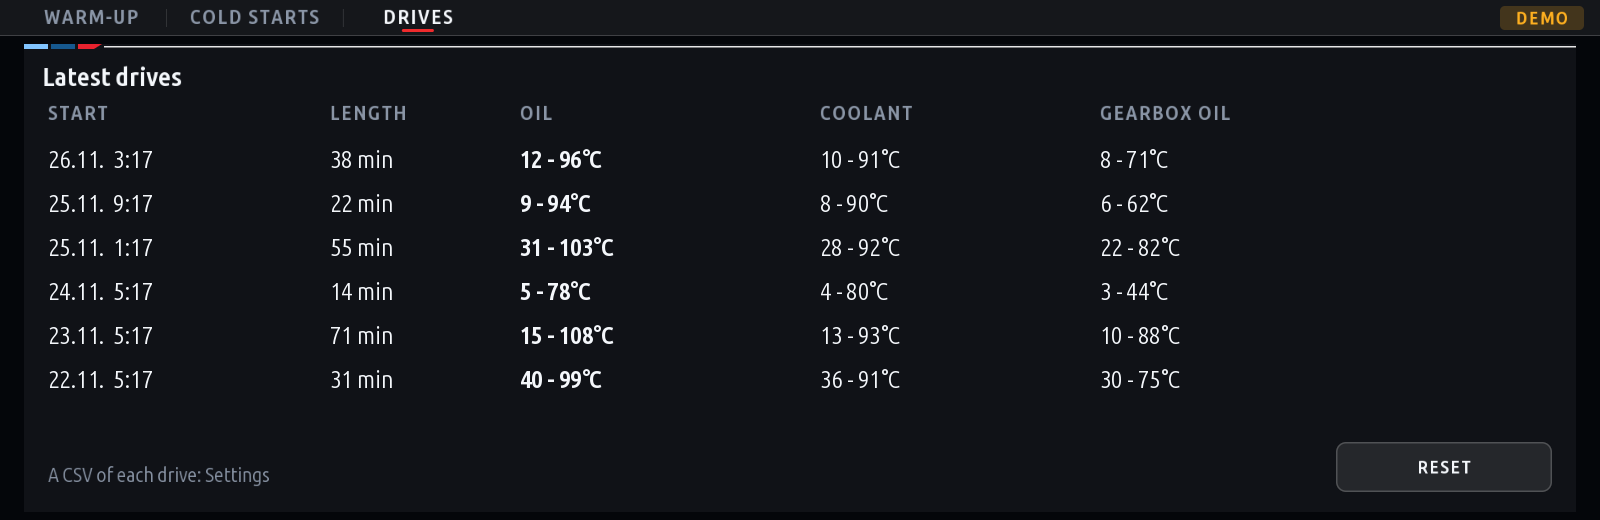 WARM-UP COLD STARTS DRIVES DEMO
Latest drives
START LENGTH OIL COOLANT GEARBOX OIL
26.11. 3:17 38 min 12 - 96°C 10 - 91°C 8 - 71°C
25.11. 9:17 22 min 9 - 94°C 8 - 90°C 6 - 62°C
25.11. 1:17 55 min 31 - 103°C 28 - 92°C 22 - 82°C
24.11. 5:17 14 min 5 - 78°C 4 - 80°C 3 - 44°C
23.11. 5:17 71 min 15 - 108°C 13 - 93°C 10 - 88°C
22.11. 5:17 31 min 40 - 99°C 36 - 91°C 30 - 75°C
A CSV of each drive: Settings RESET